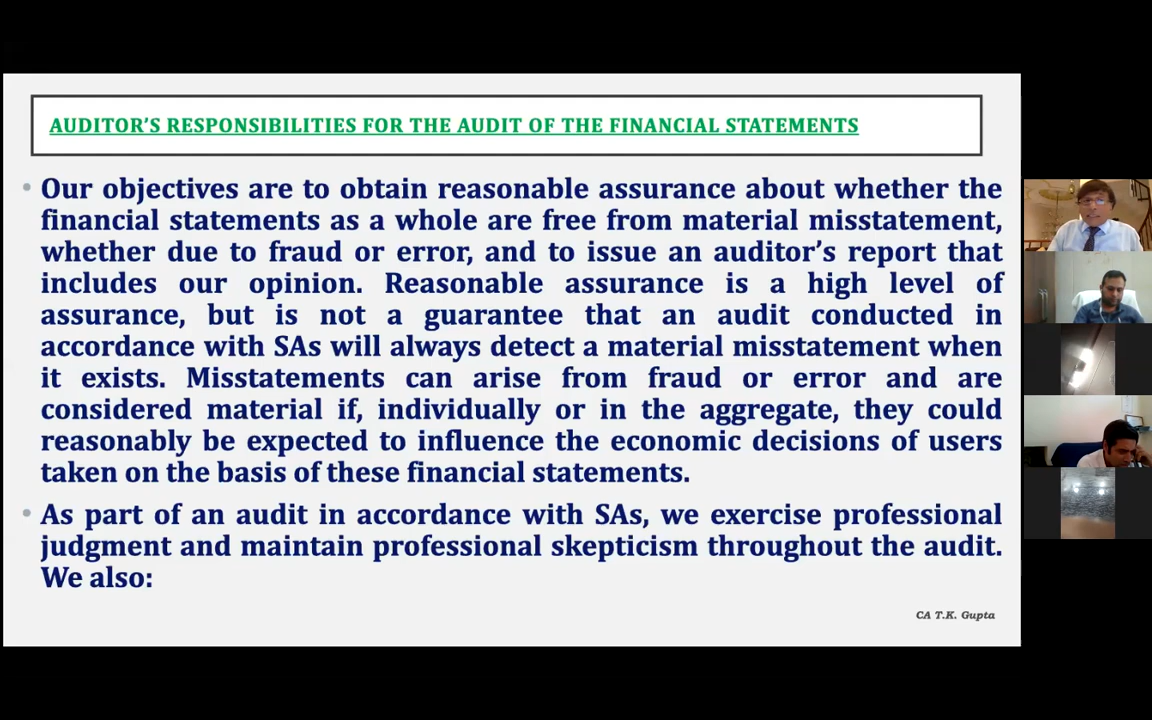 AUDITOR'S RESPONSIBILITIES FOR THE AUDIT OF THE FINANCIAL STATEMENTS
• Our objectives are to obtain reasonable assurance about whether the
financial statements as a whole are free from material misstatement,
whether due to fraud or error, and to issue an auditor's report that
includes our opinion. Reasonable assurance is a high level of
assurance, but is not a guarantee that an audit conducted in
accordance with SAs will always detect a material misstatement when
it exists. Misstatements can arise from fraud or error and are
considered material if, individually or in the aggregate, they could
reasonably be expected to influence the economic decisions of users
taken on the basis of these financial statements.
• As part of an audit in accordance with SAs, we exercise professional
judgment and maintain professional skepticism throughout the audit.
We also:
CA T.K. Gupta